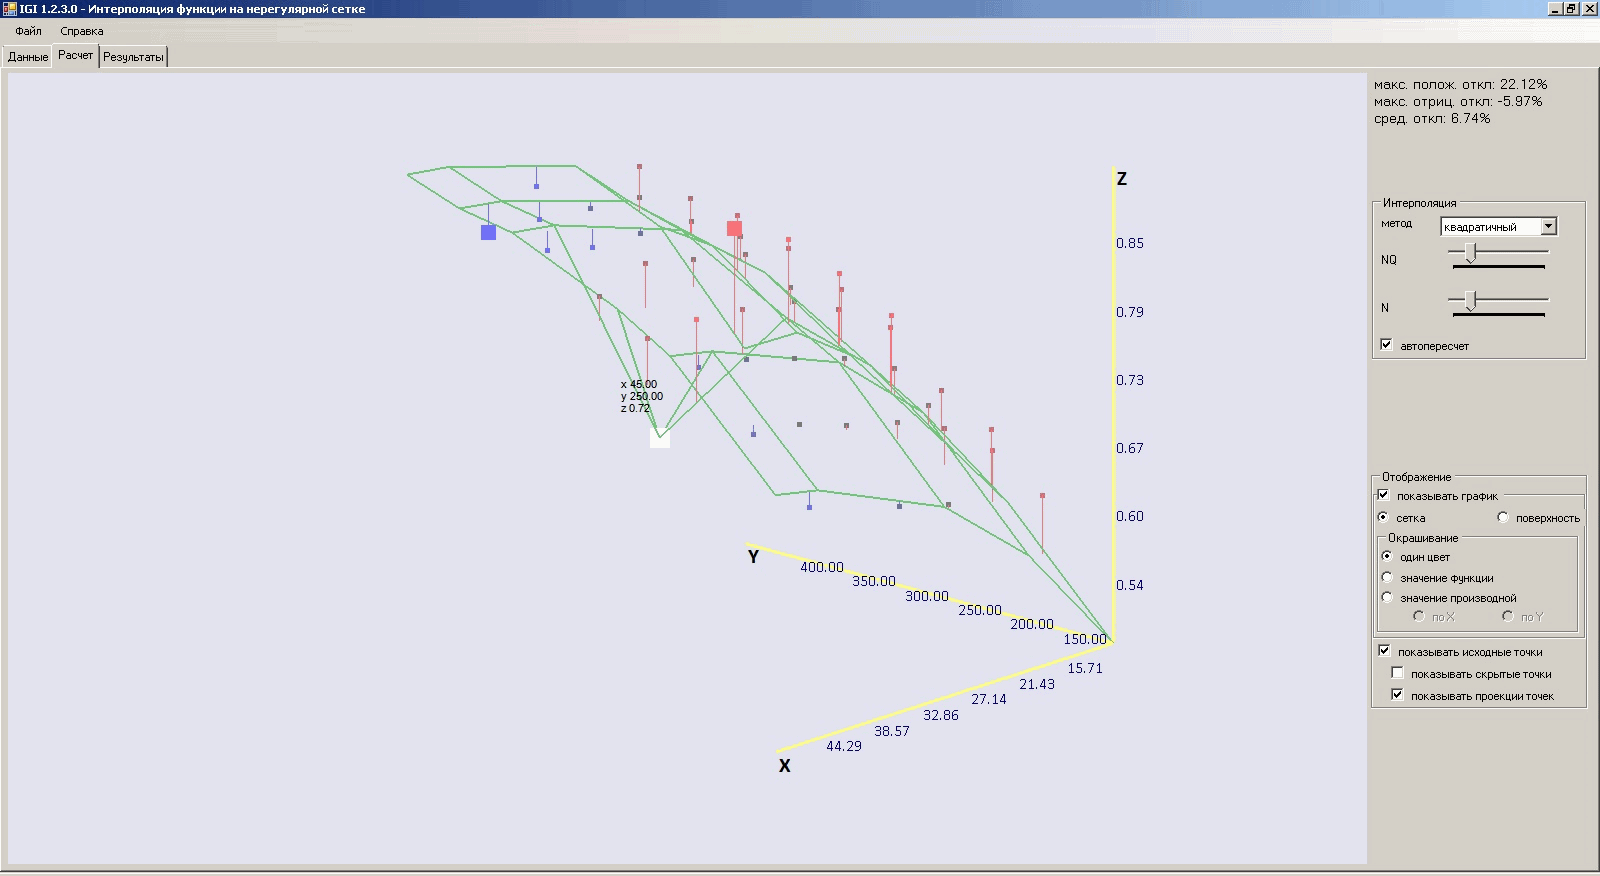 IGI 1.2.3.0 - Интерполяция функции на нерегулярной сетке
Файл Справка
Данные Расчет Результаты
макс. полож. откл: 22.12%
макс. отриц. откл: -5.97%
сред. откл: 6.74%
Интерполяция
метод квадратичный
NQ
N
автопересчет
Отображение
показывать график
сетка поверхность
Окрашивание
один цвет
значение функции
значение производной
по X по Y
показывать исходные точки
показывать скрытые точки
показывать проекции точек
Z
0.85
0.79
0.73
0.67
0.60
0.54
x 45.00
y 250.00
z 0.72
Y
400.00
350.00
300.00
250.00
200.00
150.00
15.71
21.43
27.14
32.86
38.57
44.29
X